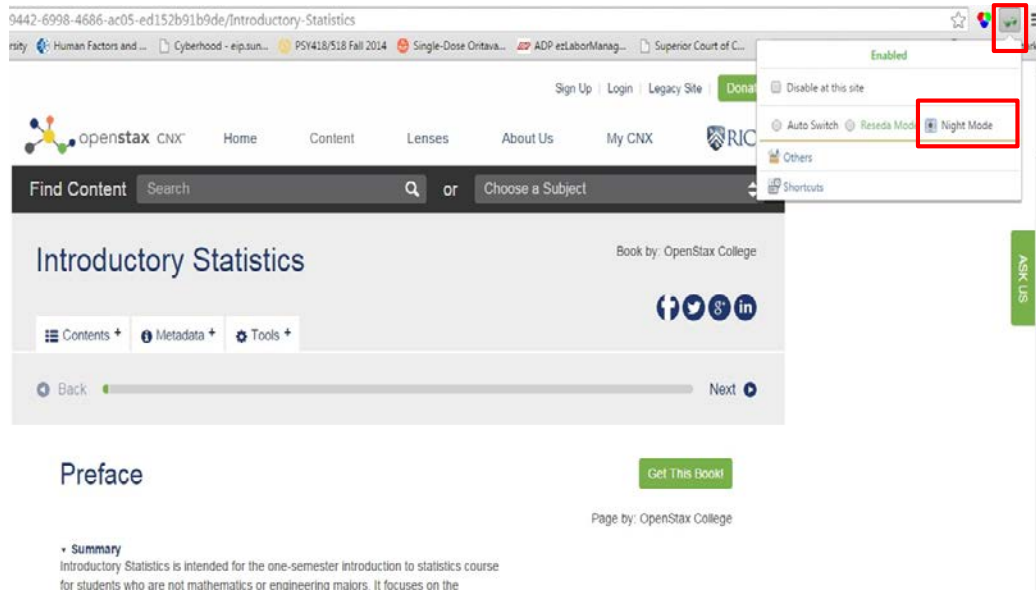 9442-6998-4686-ac05-ed152b91b9de/Introductory-Statistics
rsity Human Factors and ... Cyberhood - eip.sun... PSY418/518 Fall 2014 Single-Dose Oritava... ADP ezLaborManag... Superior Court of C...
Enabled
Disable at this site
Auto Switch Reseda Mode Night Mode
Others
Shortcuts
Sign Up | Login | Legacy Site | Donat
openstax CNX Home Content Lenses About Us My CNX RIC
Find Content Search or Choose a Subject
Introductory Statistics
Book by: OpenStax College
Contents + Metadata + Tools +
ASK US
Back Next
Preface
Get This Book!
Page by: OpenStax College
Summary
Introductory Statistics is intended for the one-semester introduction to statistics course
for students who are not mathematics or engineering majors. It focuses on the